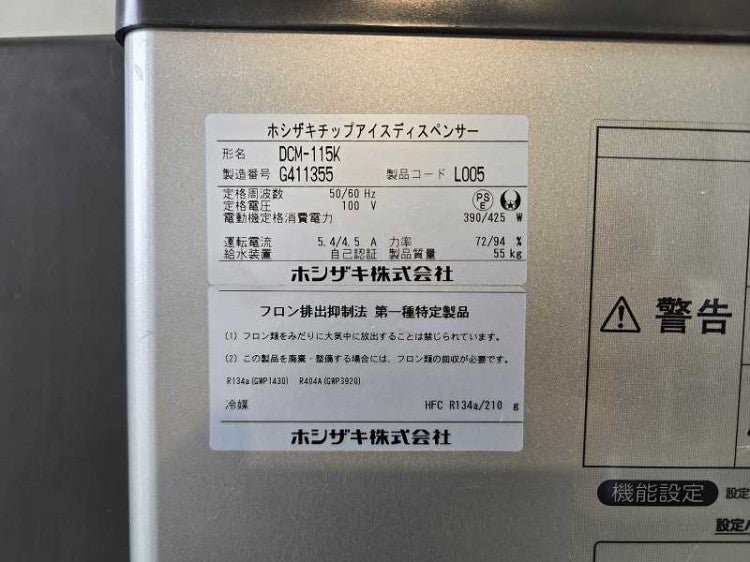 ホシザキチップアイスディスペンサー
形名 DCM-115K
製造番号 G411355 製品コード L005
定格周波数 50/60 Hz
定格電圧 100 V
PS E
電動機定格消費電力 390/425 W
運転電流 5.4/4.5 A 力率 72/94 %
給水装置 自己認証 製品質量 55 kg
ホシザキ株式会社
フロン排出抑制法 第一種特定製品
(1) フロン類をみだりに大気中に放出することは禁じられています。
(2) この製品を廃棄・整備する場合には、フロン類の回収が必要です。
R134a(GWP1430) R404A(GWP3920)
冷媒 HFC R134a/210 g
ホシザキ株式会社
警告
機能設定 設定
設定